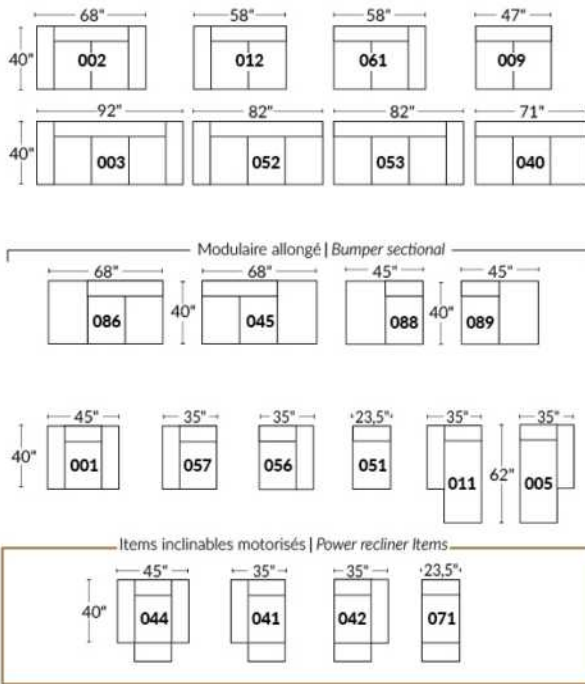 68" 58" 58" 47"
40" 002 012 061 009
92" 82" 82" 71"
40" 003 052 053 040
Modulaire allongé | Bumper sectional
68" 68" 45" 45"
086 40" 045 088 40" 089
45" 35" 35" 23,5" 35" 35"
40" 001 057 056 051 011 62" 005
Items inclinables motorisés | Power recliner Items
45" 35" 35" 23,5"
40" 044 041 042 071